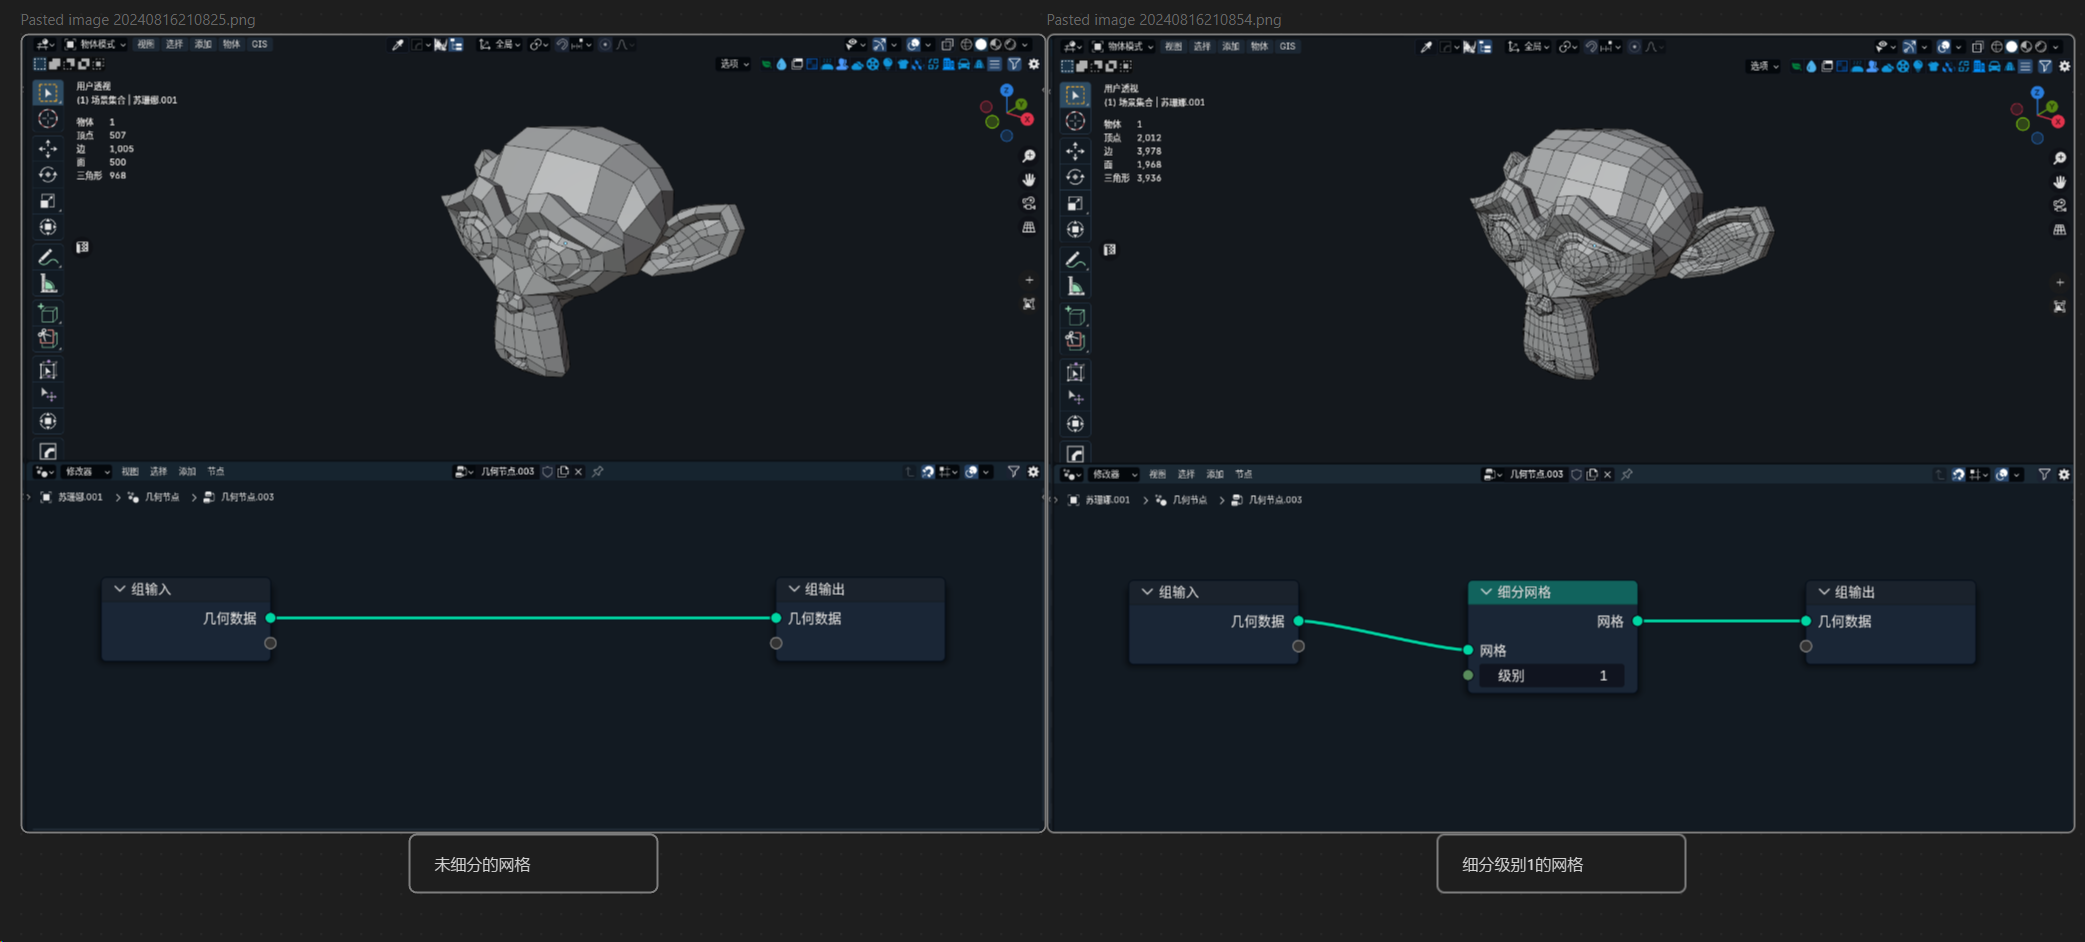 Pasted image 20240816210825.png
物体模式 视图 选择 添加 物体 GIS
全局
选项
用户透视
(1) 场景集合 | 苏珊娜.001
物体 1
顶点 507
边 1,005
面 500
三角形 968
Z
Y
X
修改器 视图 选择 添加 节点
几何节点.003
苏珊娜.001 > 几何节点 > 几何节点.003
组输入
几何数据
组输出
几何数据
未细分的网格
Pasted image 20240816210854.png
物体模式 视图 选择 添加 物体 GIS
全局
选项
用户透视
(1) 场景集合 | 苏珊娜.001
物体 1
顶点 2,012
边 3,978
面 1,968
三角形 3,936
Z
Y
X
修改器 视图 选择 添加 节点
几何节点.003
苏珊娜.001 > 几何节点 > 几何节点.003
组输入
几何数据
细分网格
网格
网格
级别 1
组输出
几何数据
细分级别1的网格